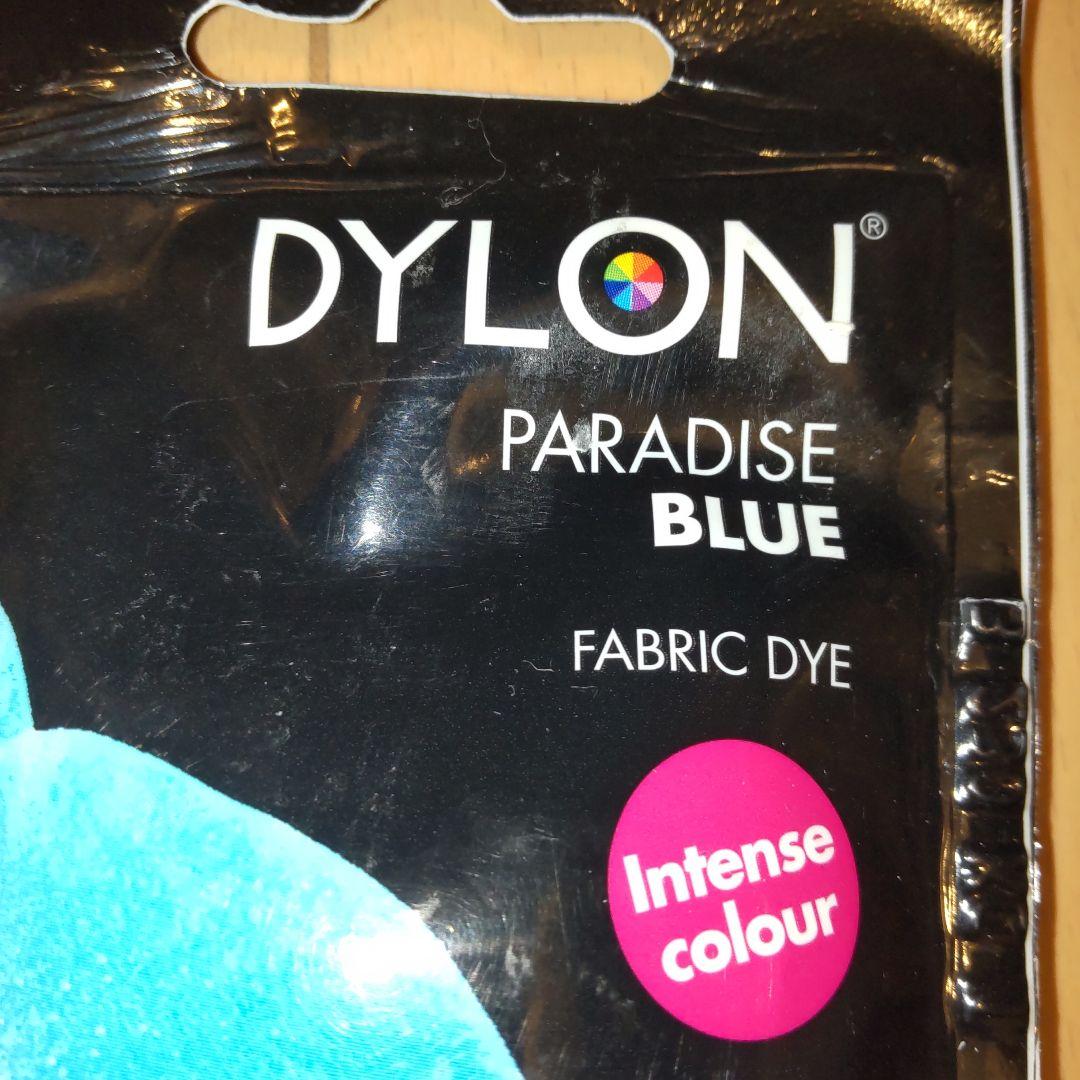 DYLON®
PARADISE
BLUE
FABRIC DYE
Intense
colour